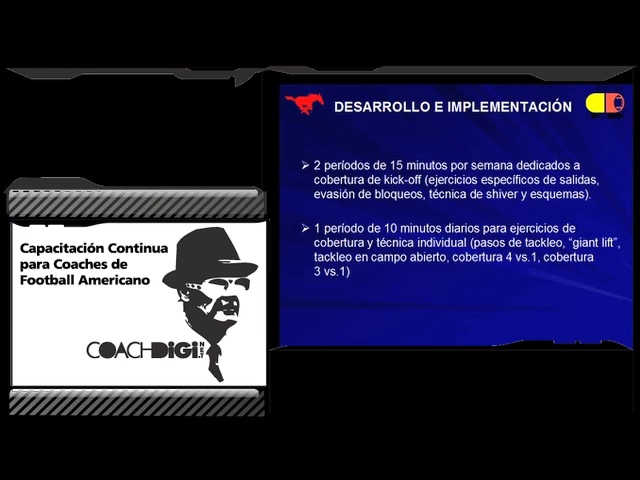 DESARROLLO E IMPLEMENTACIÓN
2 períodos de 15 minutos por semana dedicados a
cobertura de kick-off (ejercicios específicos de salidas,
evasión de bloqueos, técnica de shiver y esquemas).
1 período de 10 minutos diarios para ejercicios de
cobertura y técnica individual (pasos de tackleo, "giant lift",
tackleo en campo abierto, cobertura 4 vs.1, cobertura
3 vs.1)
Capacitación Continua
para Coaches de
Football Americano
COACHDiGi.NET